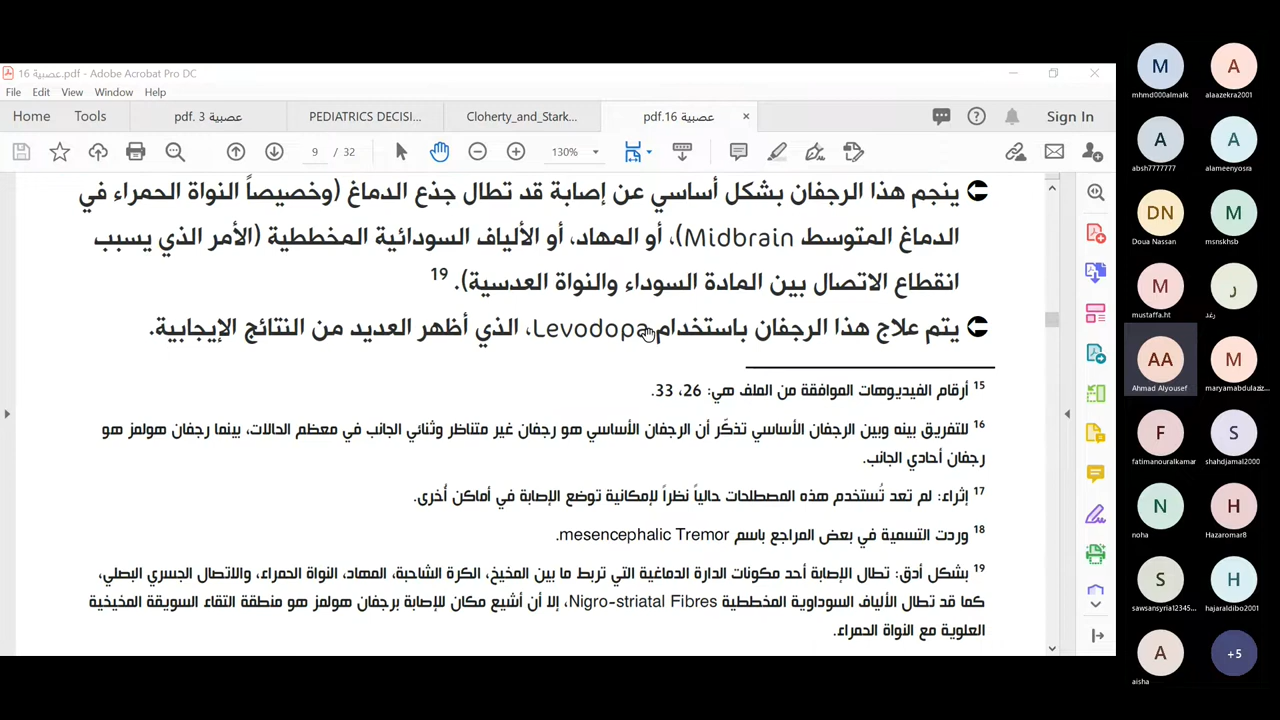 عصبية 16.pdf - Adobe Acrobat Pro DC
File Edit View Window Help
Home Tools
عصبية 3 .pdf
PEDIATRICS DECISI...
Cloherty_and_Stark...
عصبية 16.pdf
Sign In
9 / 32
130%
ينجم هذا الرجفان بشكل أساسي عن إصابة قد تطال جذع الدماغ (وخصيصاً النواة الحمراء في
الدماغ المتوسط Midbrain)، أو المهاد، أو الألياف السودائية المخططية (الأمر الذي يسبب
انقطاع الاتصال بين المادة السوداء والنواة العدسية). 19
يتم علاج هذا الرجفان باستخدام Levodopa، الذي أظهر العديد من النتائج الإيجابية.
15 أرقام الفيديوهات الموافقة من الملف هي: 26، 33.
16 للتفريق بينه وبين الرجفان الأساسي تذكّر أن الرجفان الأساسي هو رجفان غير متناظر وثنائي الجانب في معظم الحالات، بينما رجفان هولمز هو
رجفان أحادي الجانب.
17 إثراء: لم تعد تُستخدم هذه المصطلحات حالياً نظراً لإمكانية توضع الإصابة في أماكن أُخرى.
18 وردت التسمية في بعض المراجع باسم mesencephalic Tremor.
19 بشكل أدق: تطال الإصابة أحد مكونات الدارة الدماغية التي تربط ما بين المخيخ، الكرة الشاحبة، المهاد، النواة الحمراء، والاتصال الجسري البصلي،
كما قد تطال الألياف السوداوية المخططية Nigro-striatal Fibres، إلا أن أشيع مكان للإصابة برجفان هولمز هو منطقة التقاء السويقة المخيخية
العلوية مع النواة الحمراء.
M A
mhmd000almalk alaazekra2001
A A
absh7777777 alameenyosra
DN M
Doua Nassan msnskhsb
M ر
mustaffa.ht رغد
AA M
Ahmad Alyousef maryamabdulaziz...
F S
fatimanouralkamar shahdjamal2000
N H
noha Hazaromar8
S H
sawsansyria12345... hajaraldibo2001
A +5
aisha